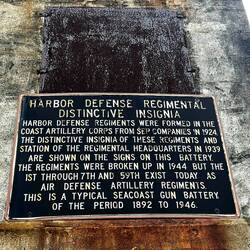 HARBOR DEFENSE REGIMENTAL
DISTINCTIVE INSIGNIA
HARBOR DEFENSE REGIMENTS WERE FORMED IN THE
COAST ARTILLERY CORPS FROM SEP COMPANIES IN 1924.
THE DISTINCTIVE INSIGNIA OF THESE REGIMENTS AND
STATION OF THE REGIMENTAL HEADQUARTERS IN 1939
ARE SHOWN ON THE SIGNS ON THIS BATTERY.
THE REGIMENTS WERE BROKEN UP IN 1944 BUT THE
1ST THROUGH 7TH AND 59TH EXIST TODAY AS
AIR DEFENSE ARTILLERY REGIMENTS.
THIS IS A TYPICAL SEACOAST GUN BATTERY
OF THE PERIOD 1892 TO 1946.